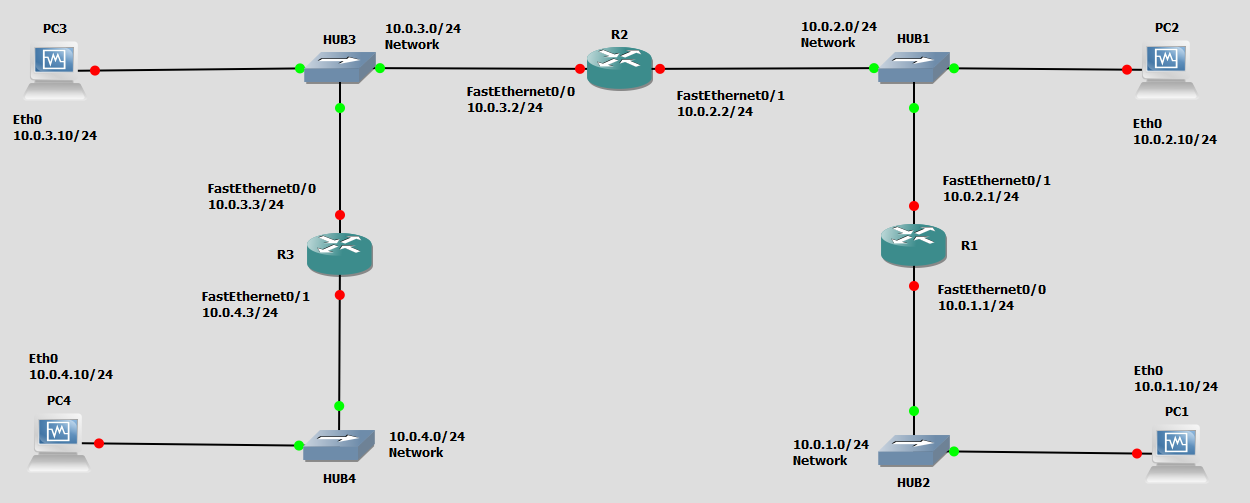 PC3
HUB3
10.0.3.0/24
Network
R2
10.0.2.0/24
Network
HUB1
PC2
FastEthernet0/0
10.0.3.2/24
FastEthernet0/1
10.0.2.2/24
Eth0
10.0.3.10/24
Eth0
10.0.2.10/24
FastEthernet0/0
10.0.3.3/24
FastEthernet0/1
10.0.2.1/24
R3
R1
FastEthernet0/1
10.0.4.3/24
FastEthernet0/0
10.0.1.1/24
Eth0
10.0.4.10/24
PC4
Eth0
10.0.1.10/24
PC1
10.0.4.0/24
Network
HUB4
10.0.1.0/24
Network
HUB2